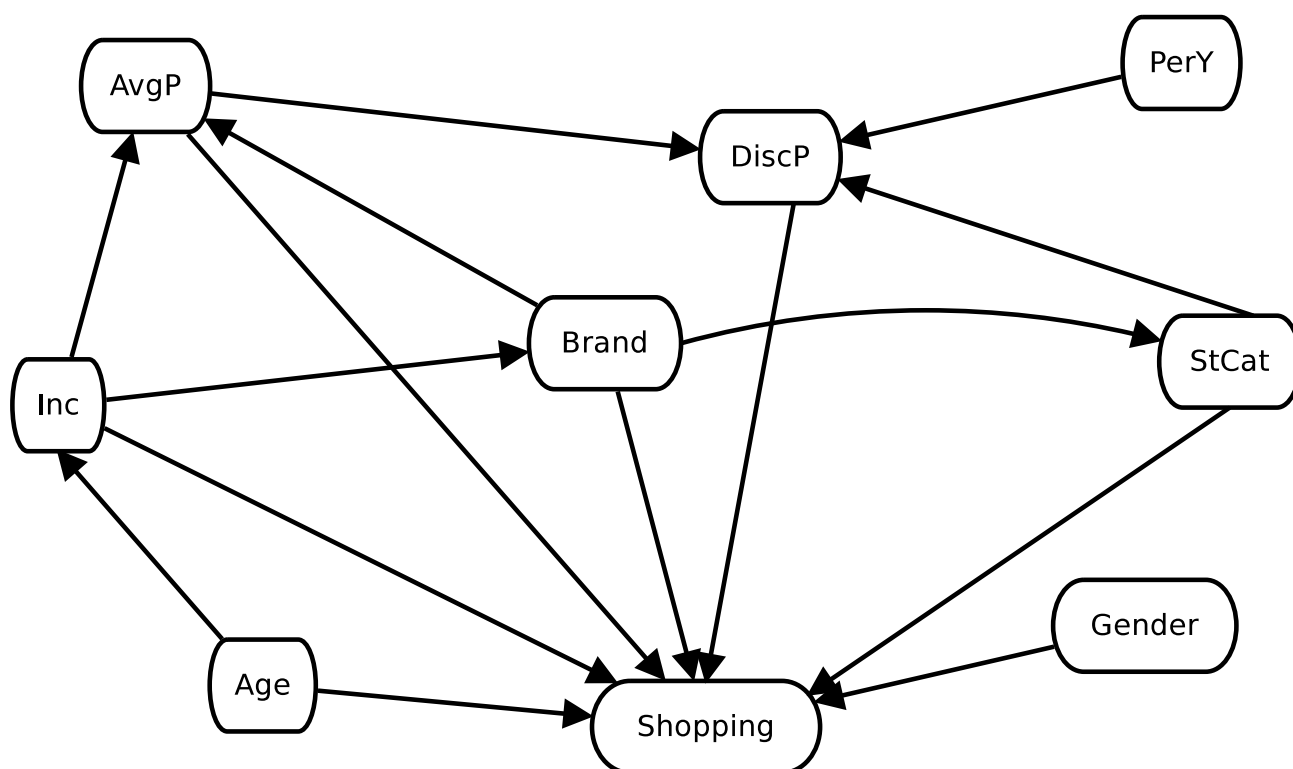 AvgP
PerY
DiscP
Brand
StCat
Inc
Gender
Age
Shopping